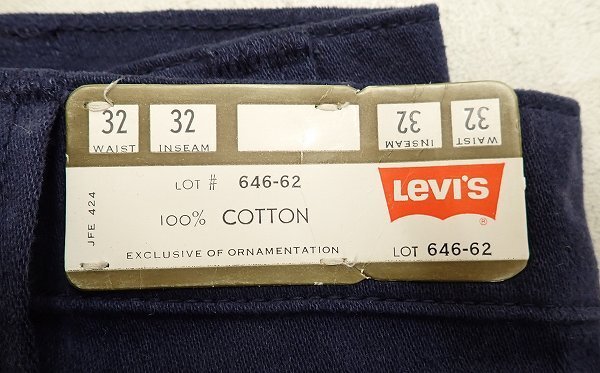 32 32 32 32
WAIST INSEAM INSEAM WAIST
LOT # 646-62
100% COTTON
EXCLUSIVE OF ORNAMENTATION
JFE 424
Levi's ®
LOT 646-62